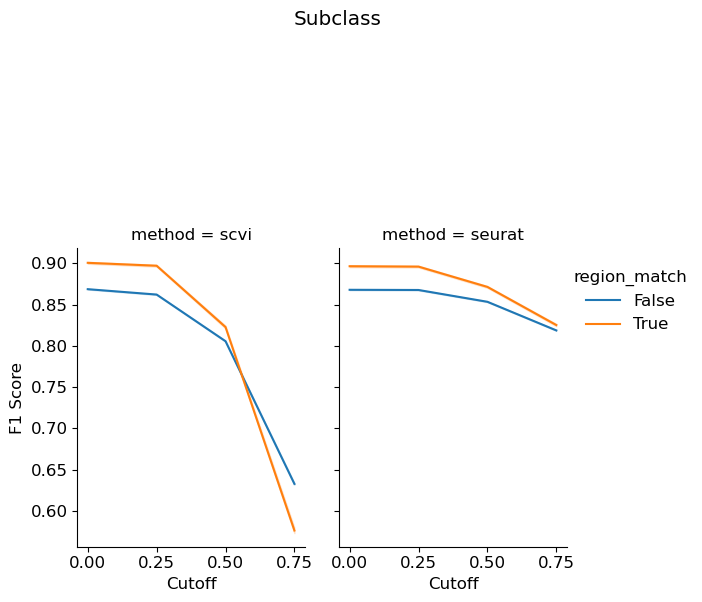 Subclass
method = scvi
method = seurat
F1 Score
0.90
0.85
0.80
0.75
0.70
0.65
0.60
0.00 0.25 0.50 0.75
Cutoff
0.00 0.25 0.50 0.75
Cutoff
region_match
False
True